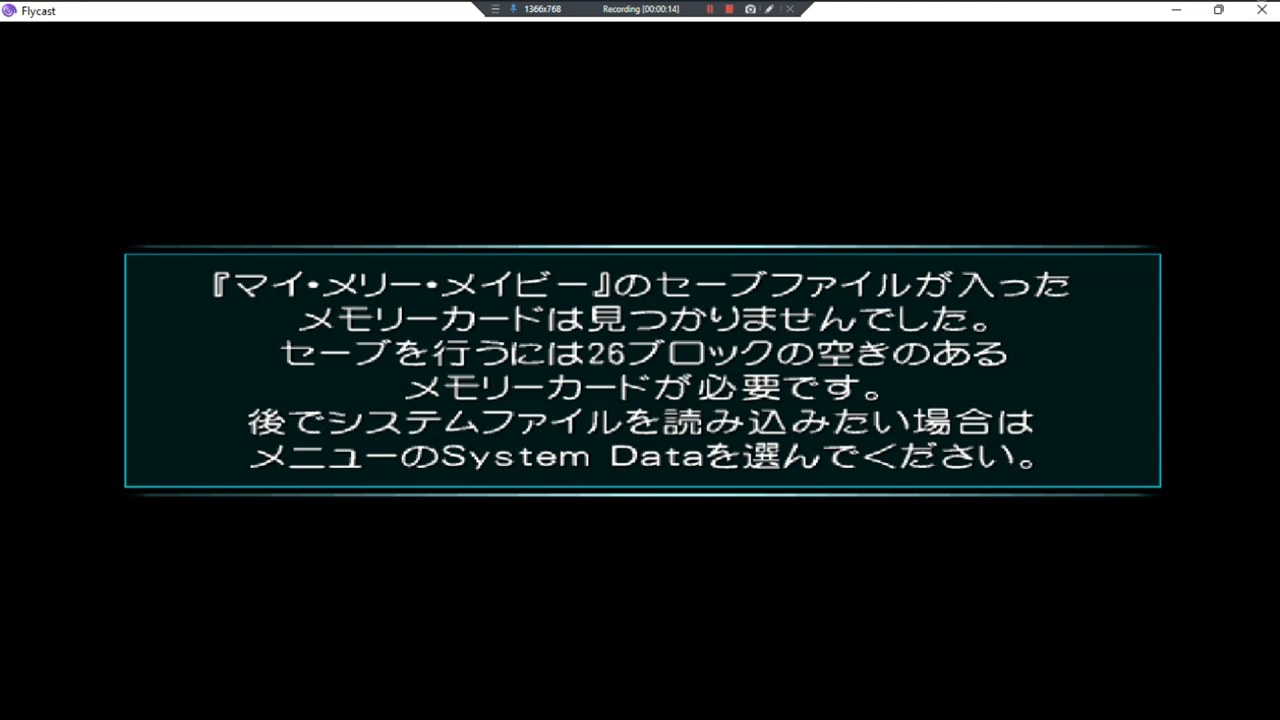 Flycast
1366x768
Recording [00:00:14]
『マイ・メリー・メイビー』のセーブファイルが入った
メモリーカードは見つかりませんでした。
セーブを行うには26ブロックの空きのある
メモリーカードが必要です。
後でシステムファイルを読み込みたい場合は
メニューのSystem Dataを選んでください。